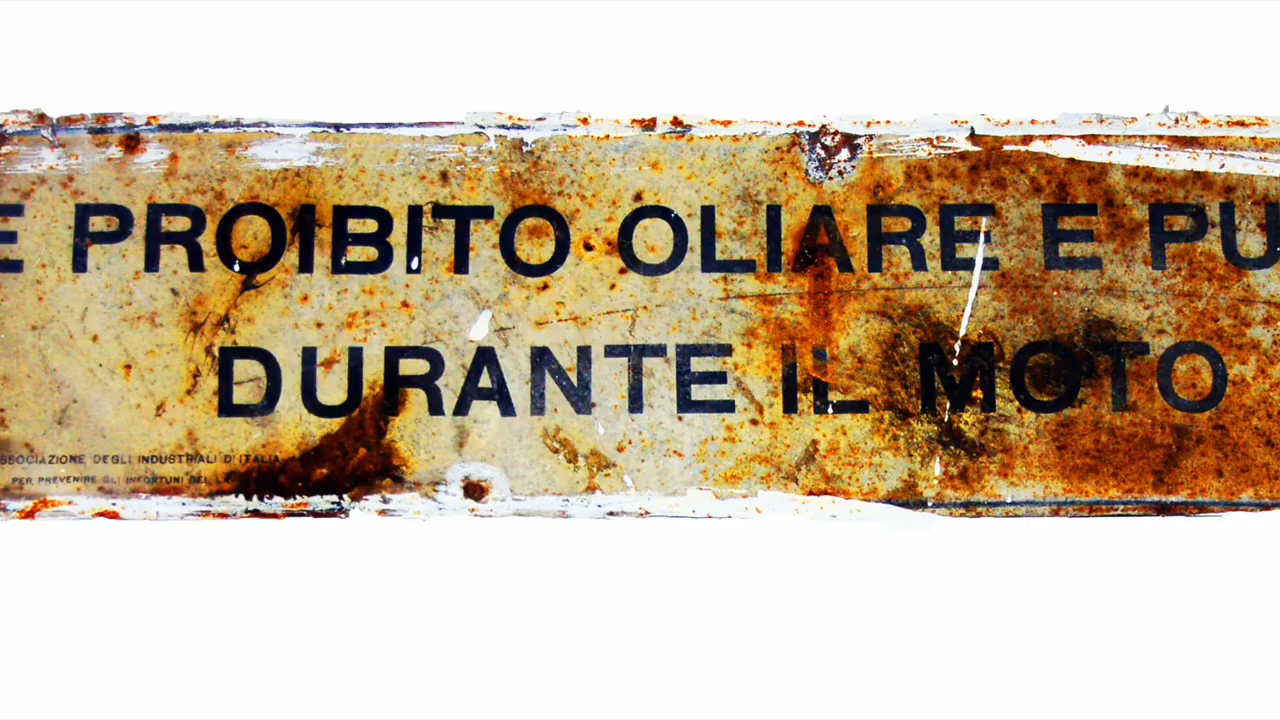 E PROIBITO OLIARE E PU
DURANTE IL MOTO
SSOCIAZIONE DEGLI INDUSTRIALI D'ITALIA
PER PREVENIRE GLI INFORTUNI DEL